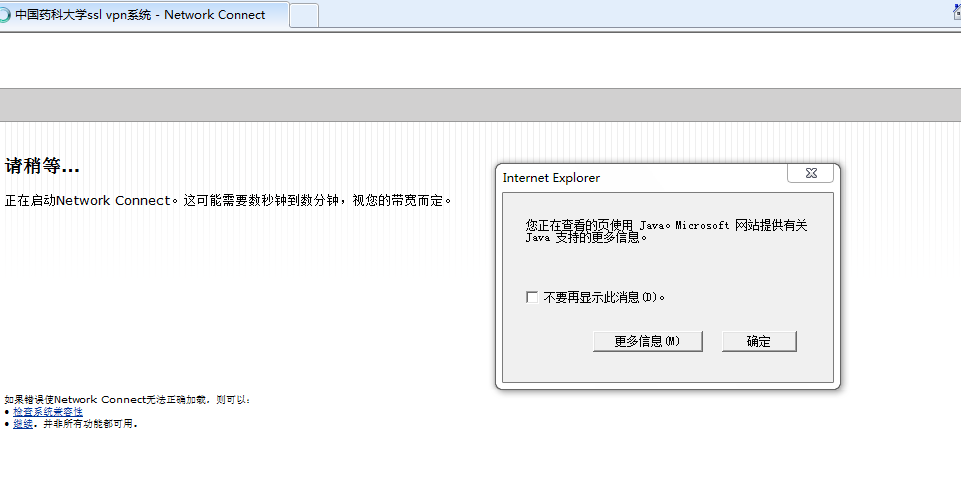 中国药科大学ssl vpn系统 - Network Connect
请稍等...
正在启动Network Connect。这可能需要数秒钟到数分钟，视您的带宽而定。
Internet Explorer
您正在查看的页使用 Java。Microsoft 网站提供有关
Java 支持的更多信息。
不要再显示此消息(D)。
更多信息(M)
确定
如果错误使Network Connect无法正确加载，则可以：
• 检查系统兼容性
• 继续。并非所有功能都可用。